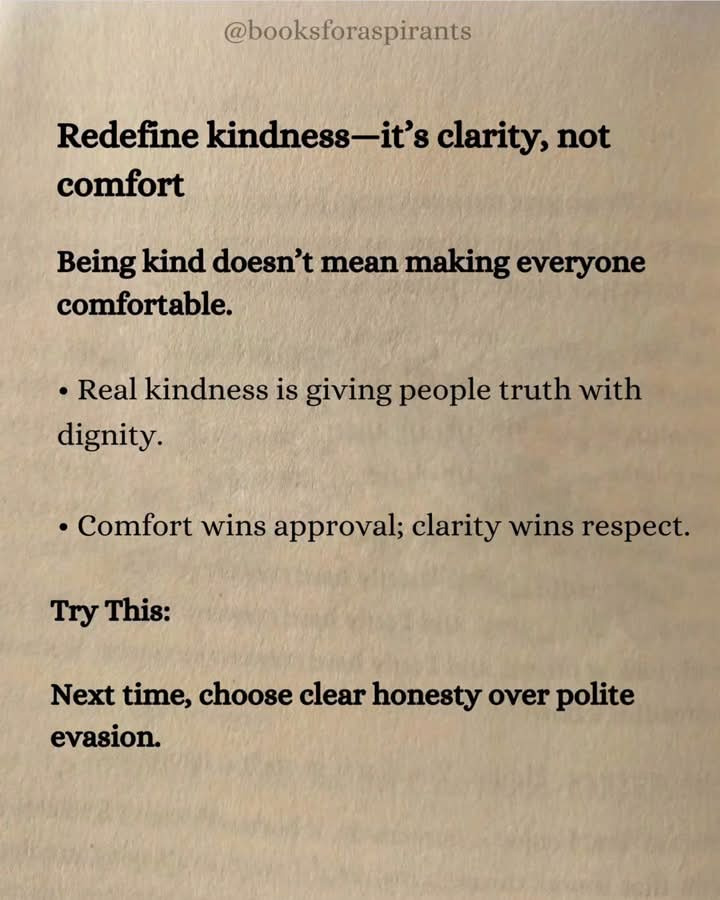 @booksforaspirants
Redefine kindness—it’s clarity, not
comfort
Being kind doesn’t mean making everyone
comfortable.
• Real kindness is giving people truth with
dignity.
• Comfort wins approval; clarity wins respect.
Try This:
Next time, choose clear honesty over polite
evasion.